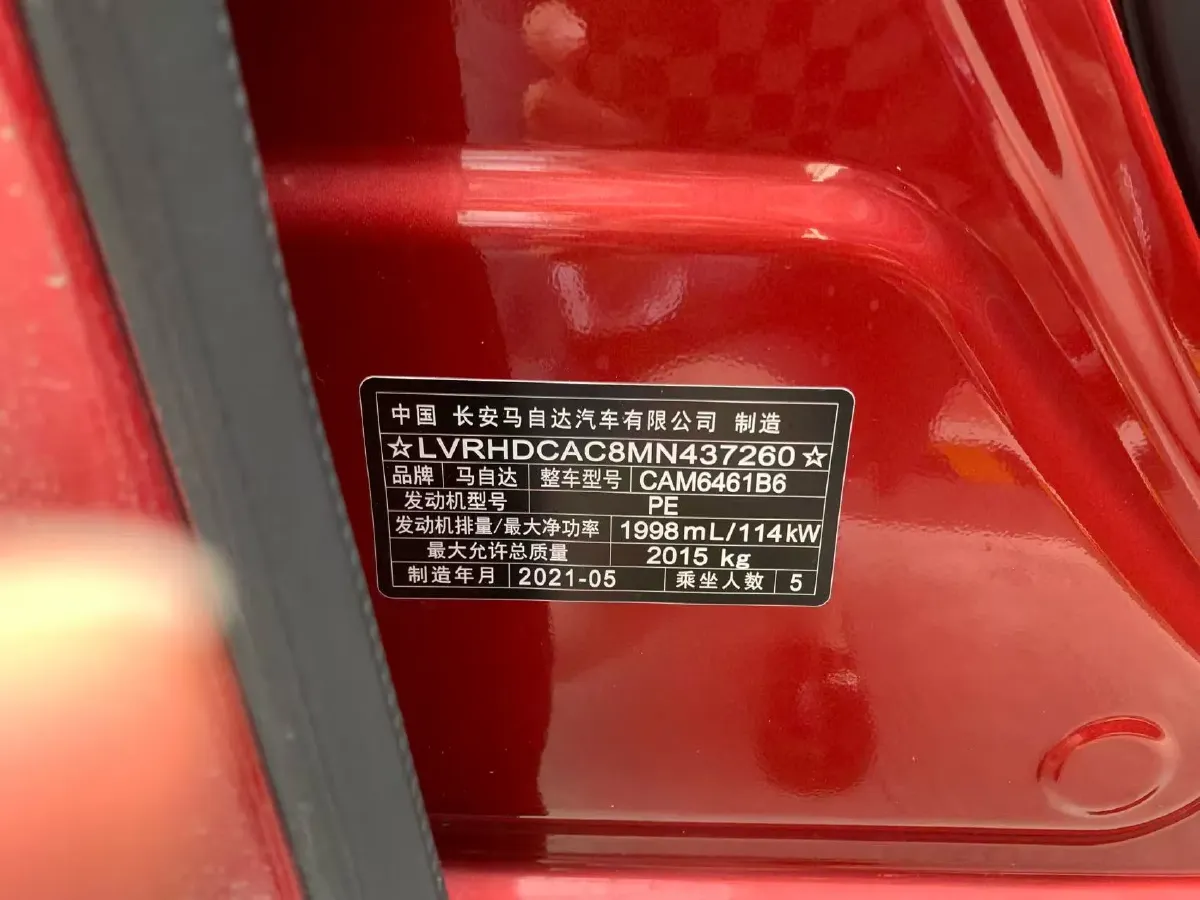 中国 长安马自达汽车有限公司 制造
☆LVRHDCAC8MN437260☆
品牌 马自达 整车型号 CAM6461B6
发动机型号 PE
发动机排量/最大净功率 1998mL/114kW
最大允许总质量 2015 kg
制造年月 2021-05 乘坐人数 5